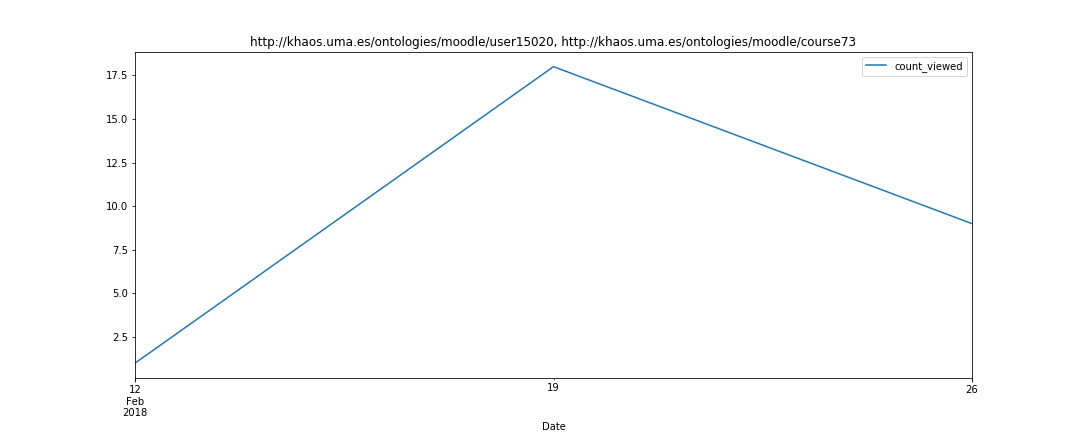 http://khaos.uma.es/ontologies/moodle/user15020, http://khaos.uma.es/ontologies/moodle/course73
count_viewed
17.5
15.0
12.5
10.0
7.5
5.0
2.5
12
Feb
2018
19
26
Date